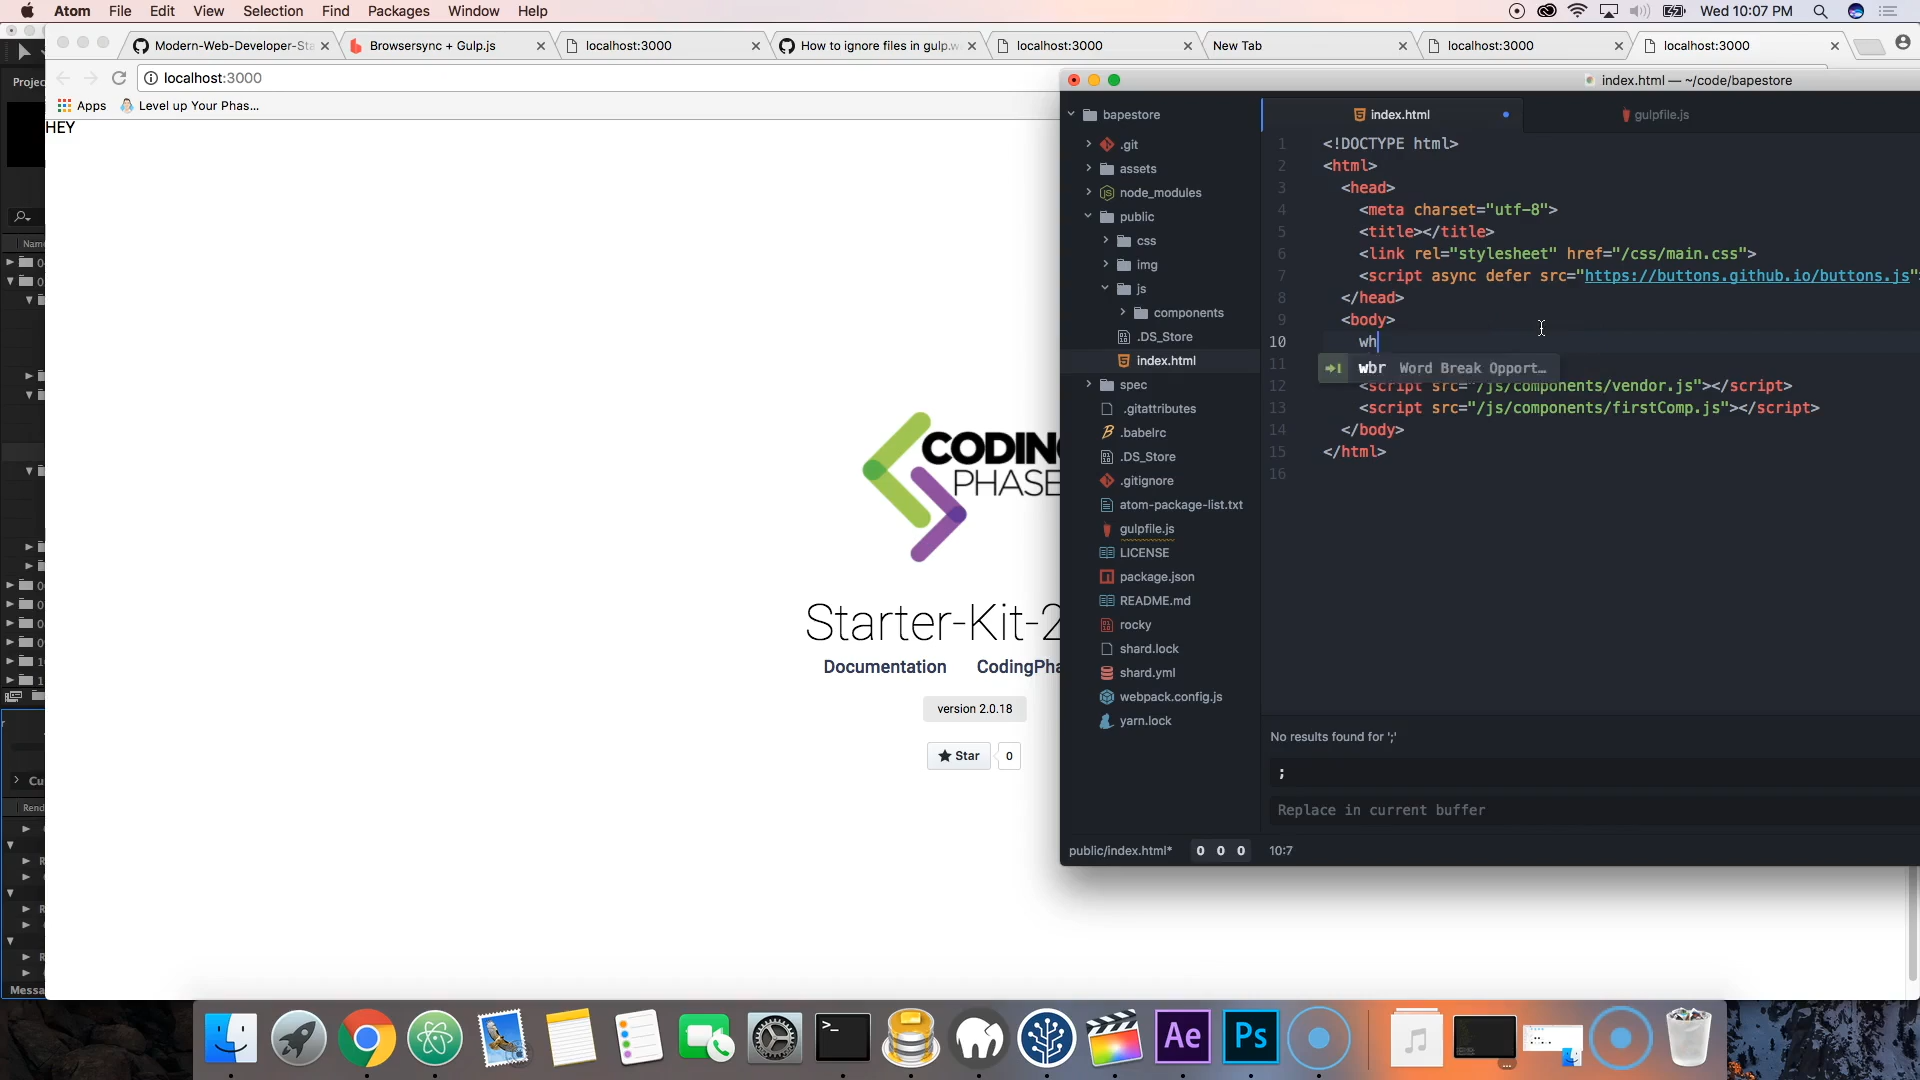 Atom File Edit View Selection Find Packages Window Help Wed 10:07 PM
Modern-Web-Developer-Sta Browsersync + Gulp.js localhost:3000 How to ignore files in gulp.w localhost:3000 New Tab localhost:3000 localhost:3000
localhost:3000
Apps Level up Your Phas...
Projec
Name
Cu
Rend
Messa
HEY
CODIN
PHASE
Starter-Kit-2
Documentation CodingPha
version 2.0.18
Star 0
index.html — ~/code/bapestore
bapestore
.git
assets
node_modules
public
css
img
js
components
.DS_Store
index.html
spec
.gitattributes
.babelrc
.DS_Store
.gitignore
atom-package-list.txt
gulpfile.js
LICENSE
package.json
README.md
rocky
shard.lock
shard.yml
webpack.config.js
yarn.lock
index.html gulpfile.js
1 <!DOCTYPE html>
2 <html>
3 <head>
4 <meta charset="utf-8">
5 <title></title>
6 <link rel="stylesheet" href="/css/main.css">
7 <script async defer src="https://buttons.github.io/buttons.js"
8 </head>
9 <body>
10 wh
11 wbr Word Break Opport...
12 <script src="/js/components/vendor.js"></script>
13 <script src="/js/components/firstComp.js"></script>
14 </body>
15 </html>
16
No results found for ';'
;
Replace in current buffer
public/index.html* 0 0 0 10:7
Ae Ps